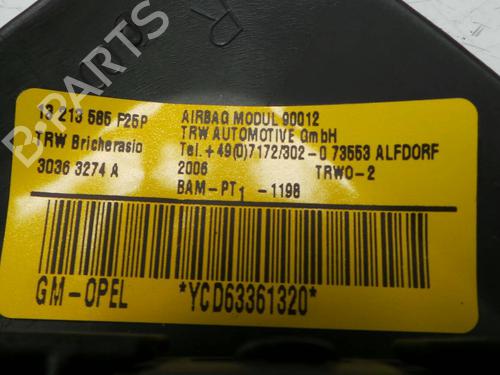 13 213 585 F25P
AIRBAG MODUL 90012
TRW Bricherasio
TRW AUTOMOTIVE GmbH
Tel.+49(0)7172/302-0 73553 ALFDORF
3036 3274 A
2006 TRWO-2
BAM-PT1 -1198
GM-OPEL *YCD63361320*
B-PARTS